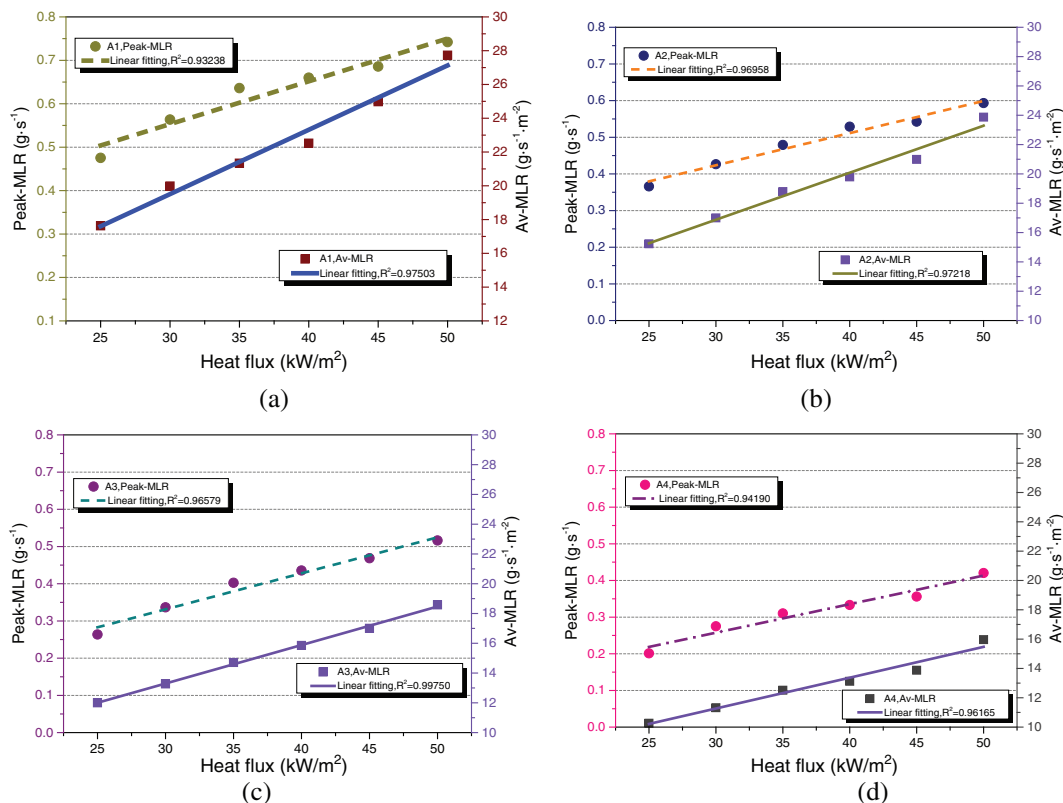 A1,Peak-MLR
Linear fitting,R²=0.93238
A1,Av-MLR
Linear fitting,R²=0.97503
Peak-MLR (g·s⁻¹)
0.8
0.7
0.6
0.5
0.4
0.3
0.2
0.1
Av-MLR (g·s⁻¹·m⁻²)
30
28
26
24
22
20
18
16
14
12
25 30 35 40 45 50
Heat flux (kW/m²)
(a)
A2,Peak-MLR
Linear fitting,R²=0.96958
A2,Av-MLR
Linear fitting,R²=0.97218
Peak-MLR (g·s⁻¹)
0.8
0.7
0.6
0.5
0.4
0.3
0.2
0.1
0.0
Av-MLR (g·s⁻¹·m⁻²)
30
28
26
24
22
20
18
16
14
12
10
25 30 35 40 45 50
Heat flux (kW/m²)
(b)
A3,Peak-MLR
Linear fitting,R²=0.96579
A3,Av-MLR
Linear fitting,R²=0.99750
Peak-MLR (g·s⁻¹)
0.8
0.7
0.6
0.5
0.4
0.3
0.2
0.1
0.0
Av-MLR (g·s⁻¹·m⁻²)
30
28
26
24
22
20
18
16
14
12
10
25 30 35 40 45 50
Heat flux (kW/m²)
(c)
A4,Peak-MLR
Linear fitting,R²=0.94190
A4,Av-MLR
Linear fitting,R²=0.96165
Peak-MLR (g·s⁻¹)
0.8
0.7
0.6
0.5
0.4
0.3
0.2
0.1
0.0
Av-MLR (g·s⁻¹·m⁻²)
30
28
26
24
22
20
18
16
14
12
10
25 30 35 40 45 50
Heat flux (kW/m²)
(d)